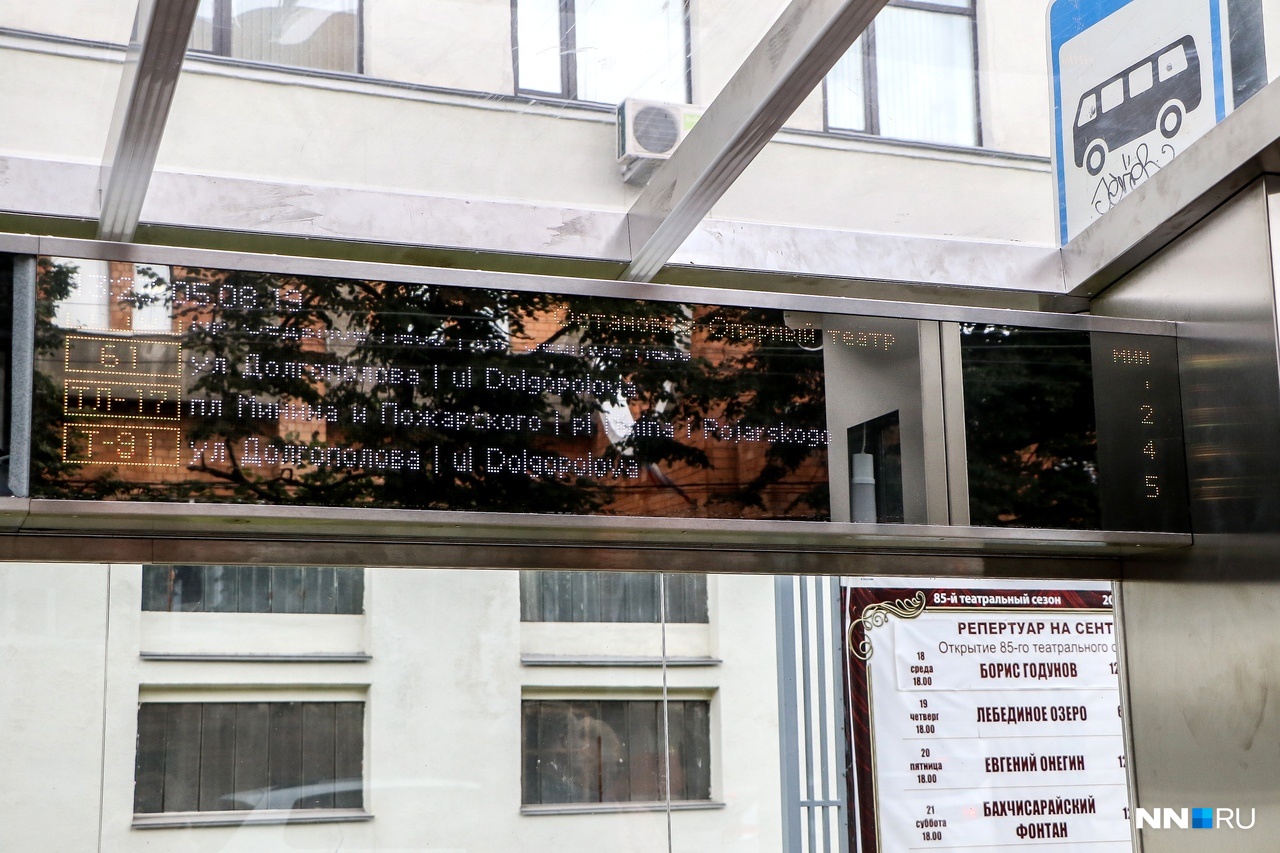 05.08.19
Остановка: Оперный театр
мин
61 ул Долгополова | ul Dolgopolova 2
ТМ-17 пл Минина и Пожарского | pl Minina i Pojarskogo 4
Т-91 ул Долгополова | ul Dolgopolova 5
85-й театральный сезон
РЕПЕРТУАР НА СЕНТ
Открытие 85-го театрального с
18 среда 18.00 БОРИС ГОДУНОВ
19 четверг 18.00 ЛЕБЕДИНОЕ ОЗЕРО
20 пятница 18.00 ЕВГЕНИЙ ОНЕГИН
21 суббота 18.00 БАХЧИСАРАЙСКИЙ ФОНТАН
NN RU